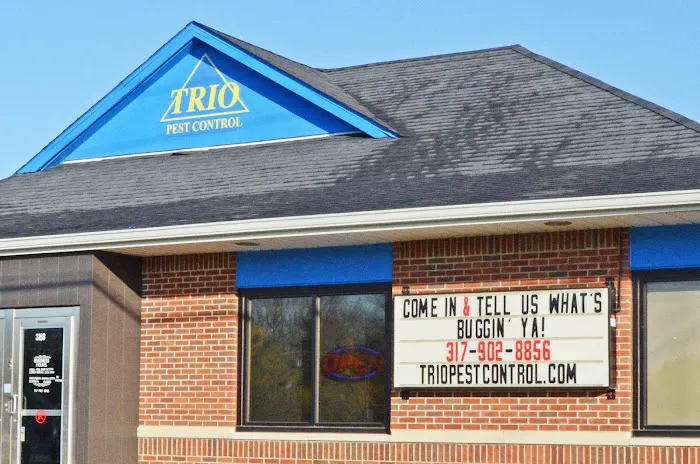 TRIO
PEST CONTROL
COME IN & TELL US WHAT'S
BUGGIN' YA!
317-902-8856
TRIOPESTCONTROL.COM
OPEN